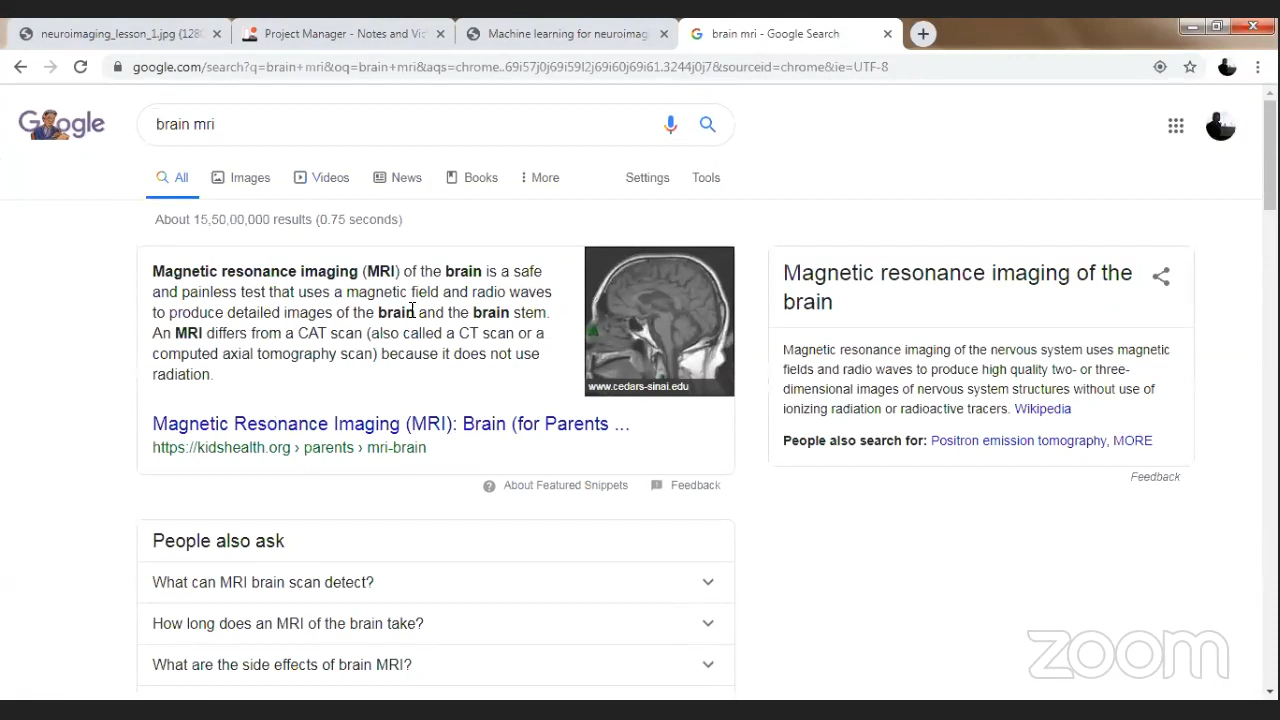 neuroimaging_lesson_1.jpg (128
Project Manager - Notes and Vi
Machine learning for neuroimag
brain mri - Google Search
google.com/search?q=brain+mri&oq=brain+mri&aqs=chrome..69i57j0j69i59l2j69i60j69i61.3244j0j7&sourceid=chrome&ie=UTF-8
Google
brain mri
All Images Videos News Books More Settings Tools
About 15,50,00,000 results (0.75 seconds)
Magnetic resonance imaging (MRI) of the brain is a safe
and painless test that uses a magnetic field and radio waves
to produce detailed images of the brain and the brain stem.
An MRI differs from a CAT scan (also called a CT scan or a
computed axial tomography scan) because it does not use
radiation.
www.cedars-sinai.edu
Magnetic Resonance Imaging (MRI): Brain (for Parents ...
https://kidshealth.org › parents › mri-brain
About Featured Snippets Feedback
Magnetic resonance imaging of the
brain
Magnetic resonance imaging of the nervous system uses magnetic
fields and radio waves to produce high quality two- or three-
dimensional images of nervous system structures without use of
ionizing radiation or radioactive tracers. Wikipedia
People also search for: Positron emission tomography, MORE
Feedback
People also ask
What can MRI brain scan detect?
How long does an MRI of the brain take?
What are the side effects of brain MRI?
zoom